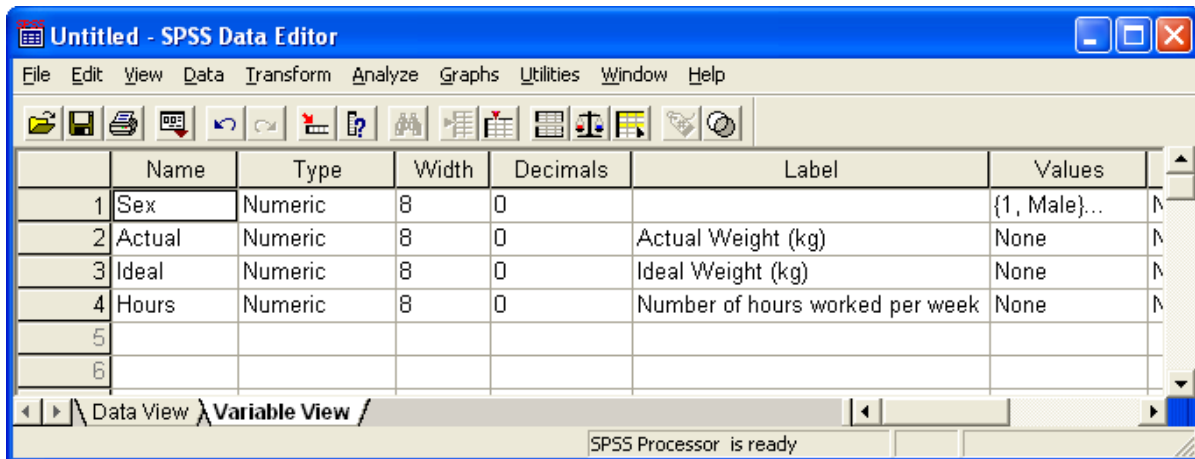 SPSS Untitled - SPSS Data Editor
File Edit View Data Transform Analyze Graphs Utilities Window Help
Name Type Width Decimals Label Values
1 Sex Numeric 8 0 {1, Male}... N
2 Actual Numeric 8 0 Actual Weight (kg) None N
3 Ideal Numeric 8 0 Ideal Weight (kg) None N
4 Hours Numeric 8 0 Number of hours worked per week None N
5
6
Data View Variable View
SPSS Processor is ready